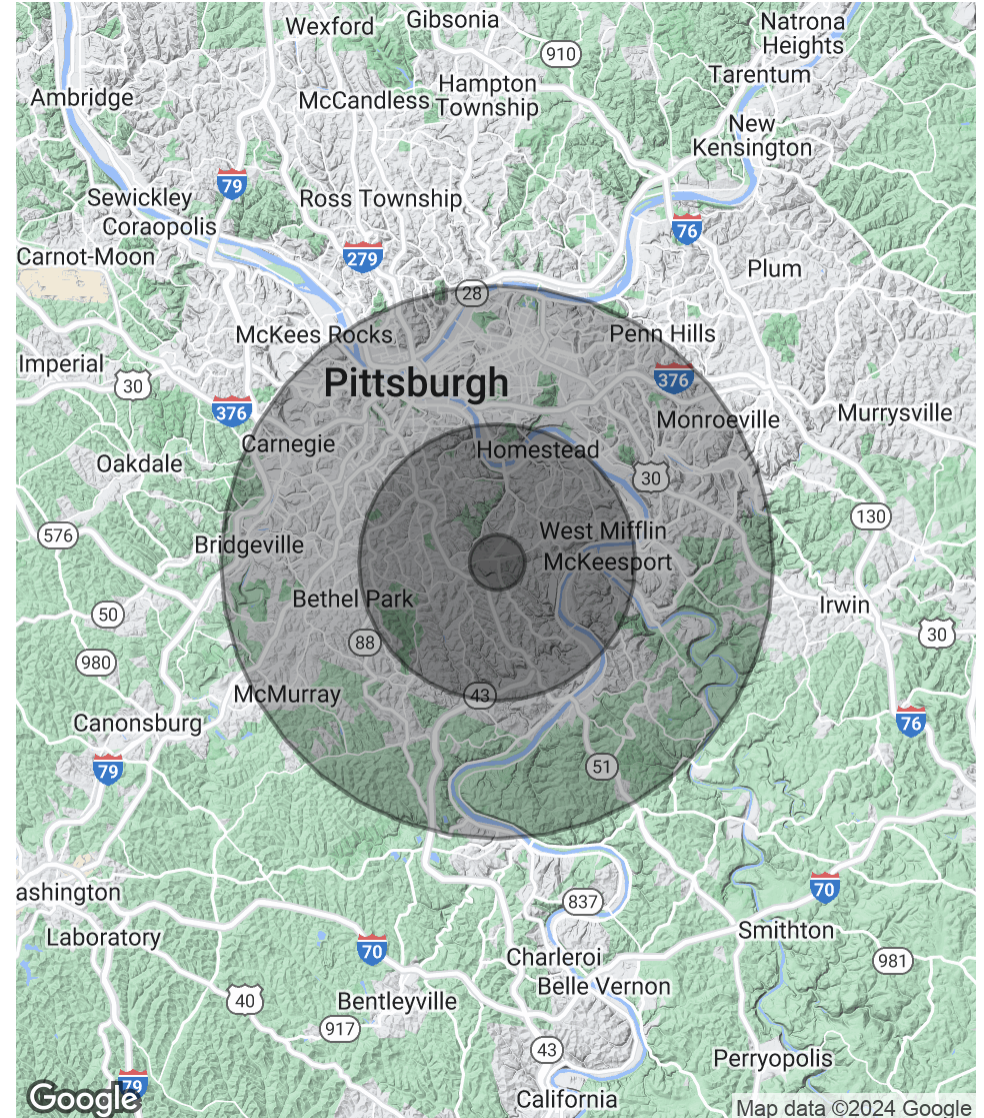 Wexford
Gibsonia
Natrona
Heights
910
Tarentum
Ambridge
McCandless
Hampton
Township
New
Kensington
79
Sewickley
Ross Township
Coraopolis
76
Carnot-Moon
279
Plum
28
McKees Rocks
Penn Hills
Imperial
30
Pittsburgh
376
376
Monroeville
Murrysville
Carnegie
Homestead
Oakdale
30
130
576
West Mifflin
Bridgeville
McKeesport
Bethel Park
Irwin
50
88
30
980
McMurray
43
Canonsburg
76
79
51
ashington
70
837
Laboratory
Smithton
70
Charleroi
981
Belle Vernon
40
Bentleyville
917
43
Perryopolis
79
Google
California
Map data ©2024 Google